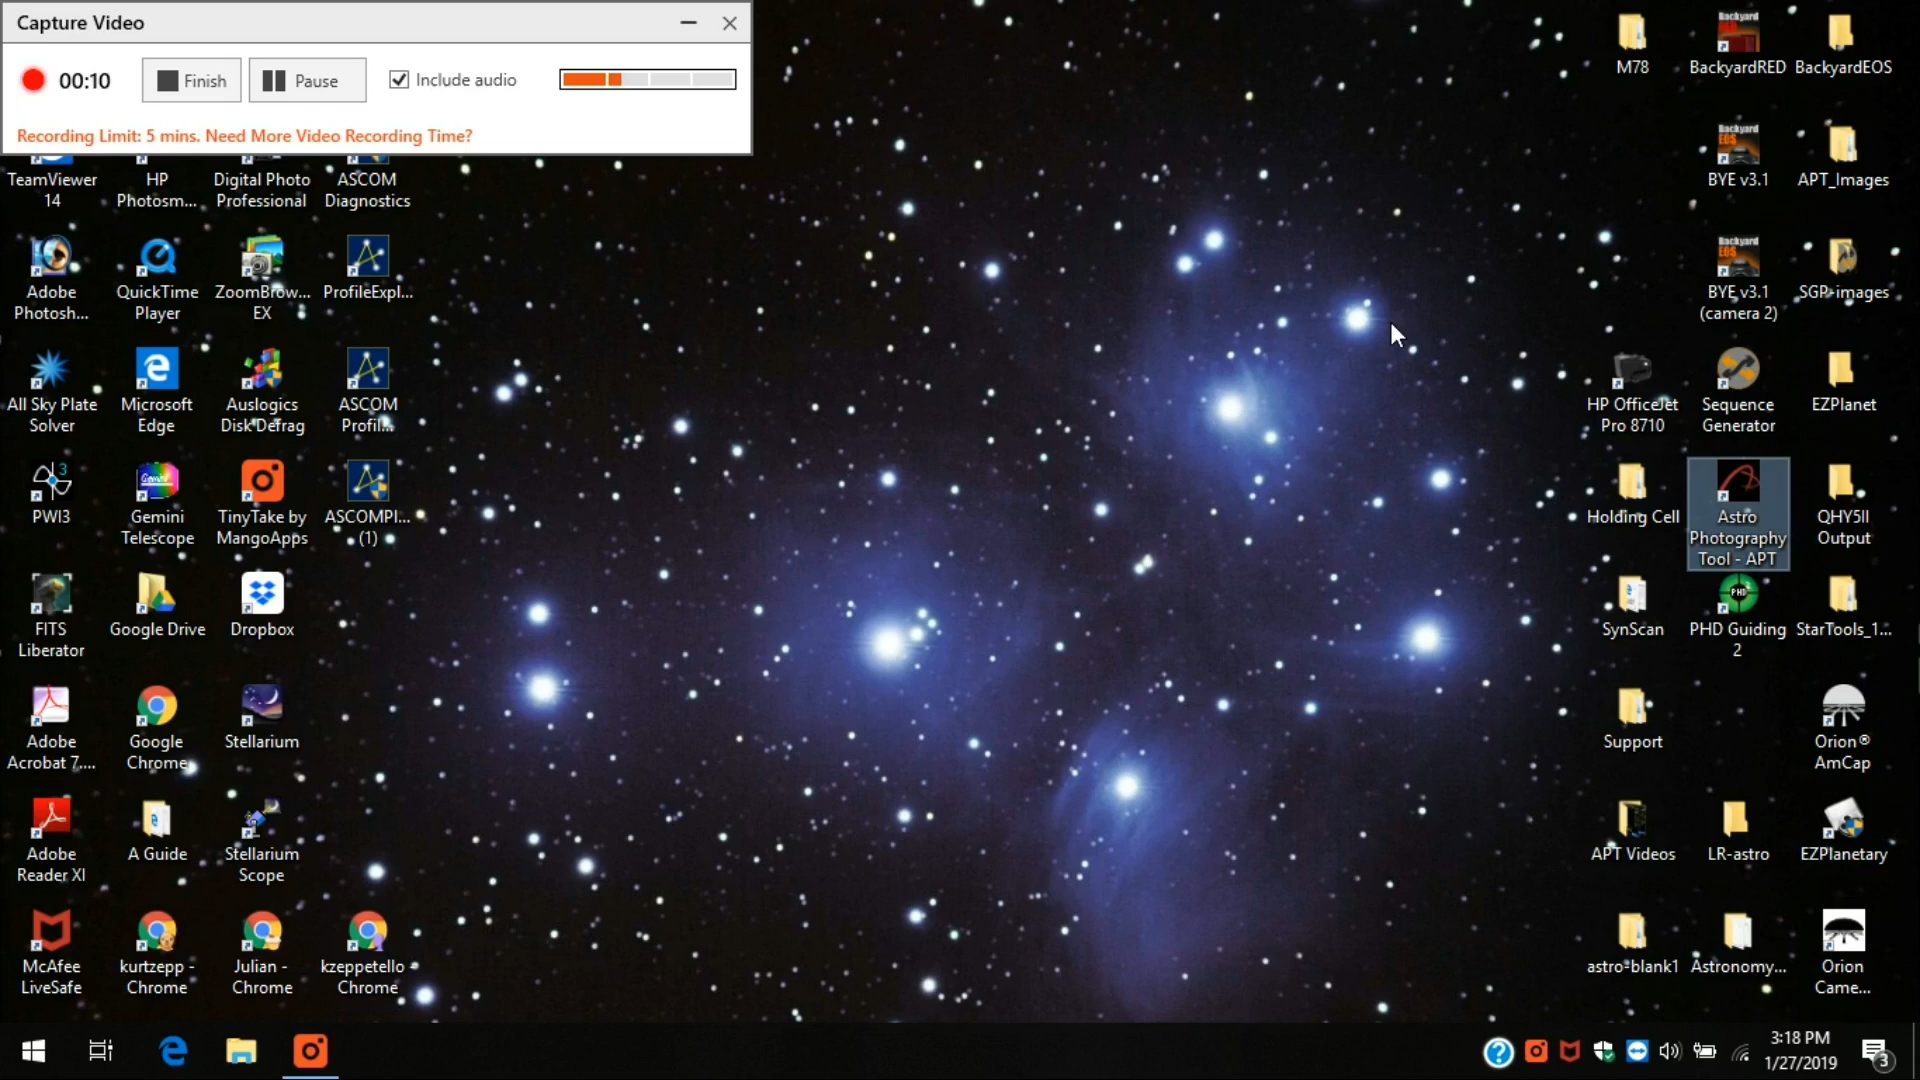 Capture Video
00:10
Finish
Pause
Include audio
Recording Limit: 5 mins. Need More Video Recording Time?
M78
BackyardRED
BackyardEOS
TeamViewer
14
HP
Photosm...
Digital Photo
Professional
ASCOM
Diagnostics
BYE v3.1
APT_Images
Adobe
Photosh...
QuickTime
Player
ZoomBrow...
EX
ProfileExpl...
BYE v3.1
(camera 2)
SGP-images
All Sky Plate
Solver
Microsoft
Edge
Auslogics
Disk Defrag
ASCOM
Profil...
HP OfficeJet
Pro 8710
Sequence
Generator
EZPlanet
PWI3
Gemini
Telescope
TinyTake by
MangoApps
ASCOMPl...
(1)
Holding Cell
Astro
Photography
Tool - APT
QHY5II
Output
FITS
Liberator
Google Drive
Dropbox
SynScan
PHD Guiding
2
StarTools_1...
Adobe
Acrobat 7....
Google
Chrome
Stellarium
Support
Orion®
AmCap
Adobe
Reader XI
A Guide
Stellarium
Scope
APT Videos
LR-astro
EZPlanetary
McAfee
LiveSafe
kurtzepp -
Chrome
Julian -
Chrome
kzeppetello -
Chrome
astro-blank1
Astronomy...
Orion
Came...
3:18 PM
1/27/2019
3